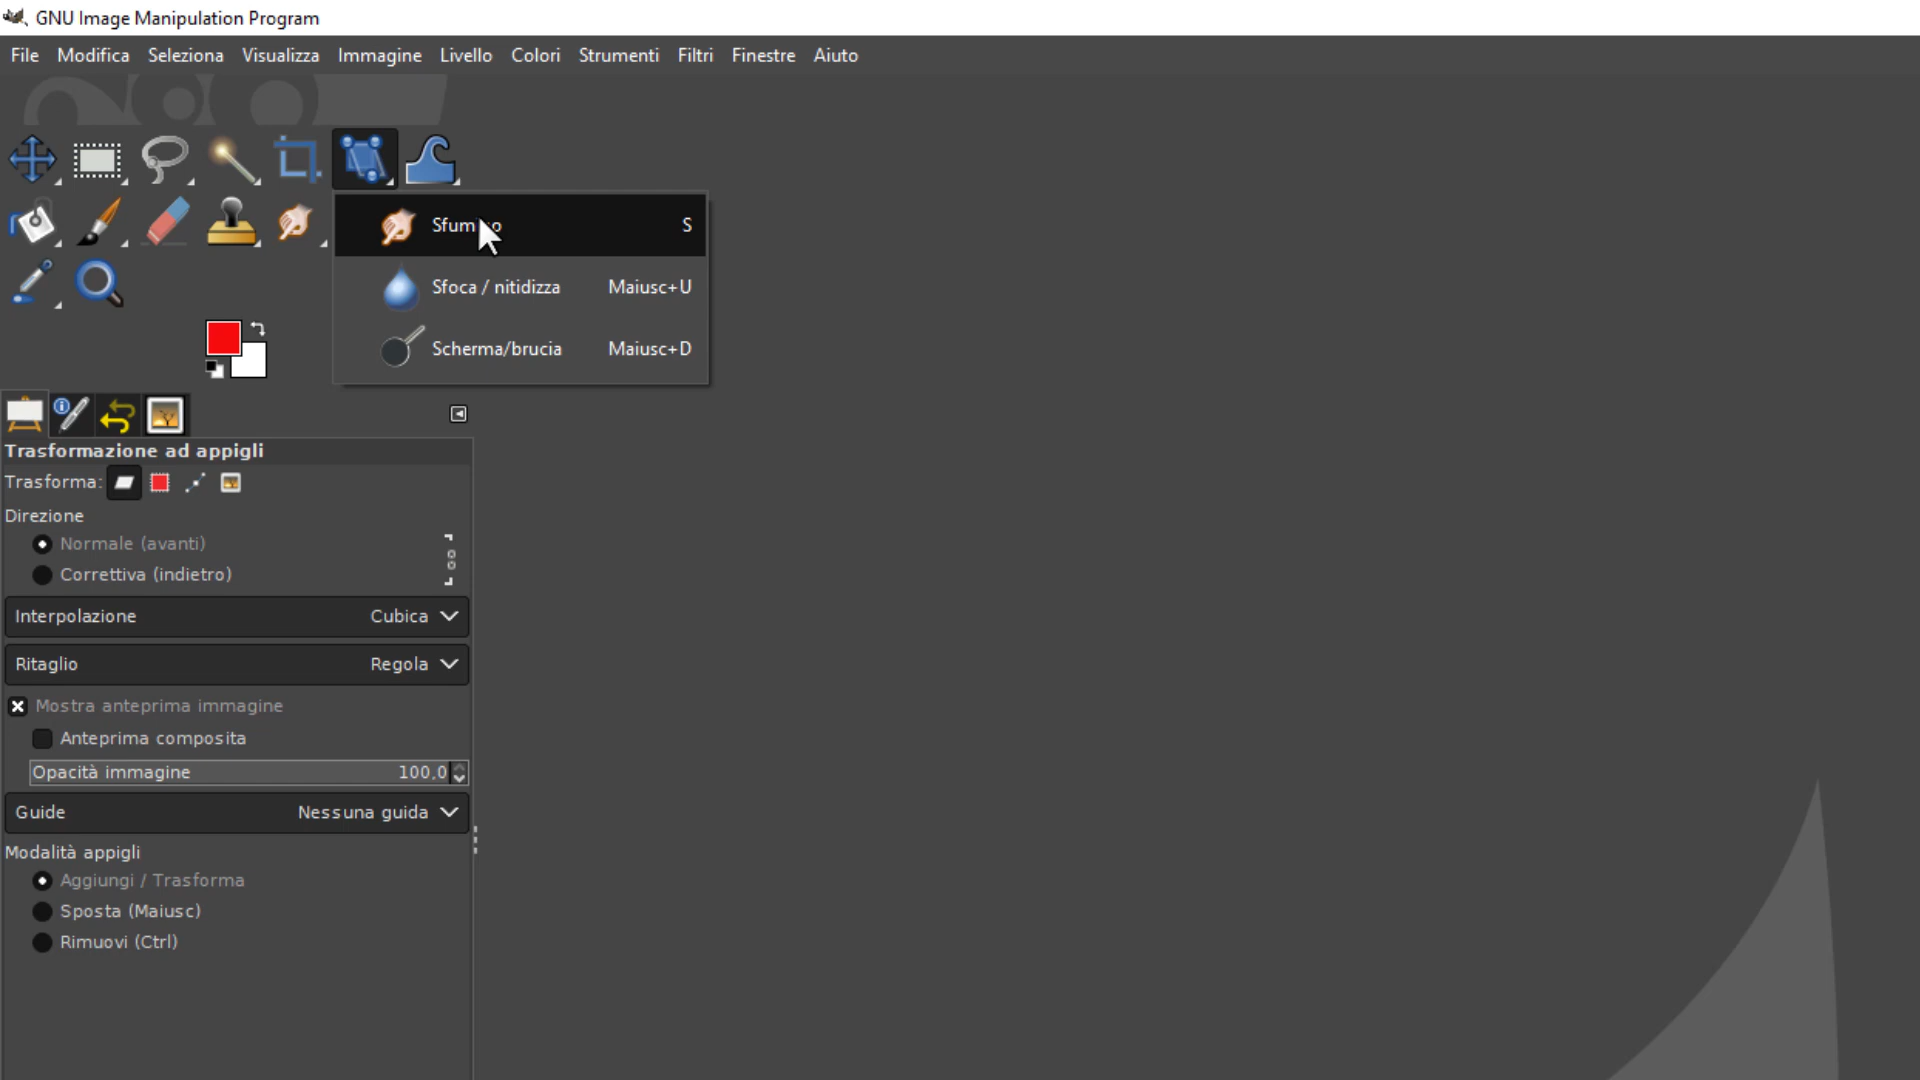 GNU Image Manipulation Program
File Modifica Seleziona Visualizza Immagine Livello Colori Strumenti Filtri Finestre Aiuto
S
Sfoca / nitidizza Maiusc+U
Scherma/brucia Maiusc+D
Trasformazione ad appigli
Trasforma:
Direzione
Normale (avanti)
Correttiva (indietro)
Interpolazione Cubica
Ritaglio Regola
Mostra anteprima immagine
Anteprima composita
Opacità immagine 100,0
Guide Nessuna guida
Modalità appigli
Aggiungi / Trasforma
Sposta (Maiusc)
Rimuovi (Ctrl)